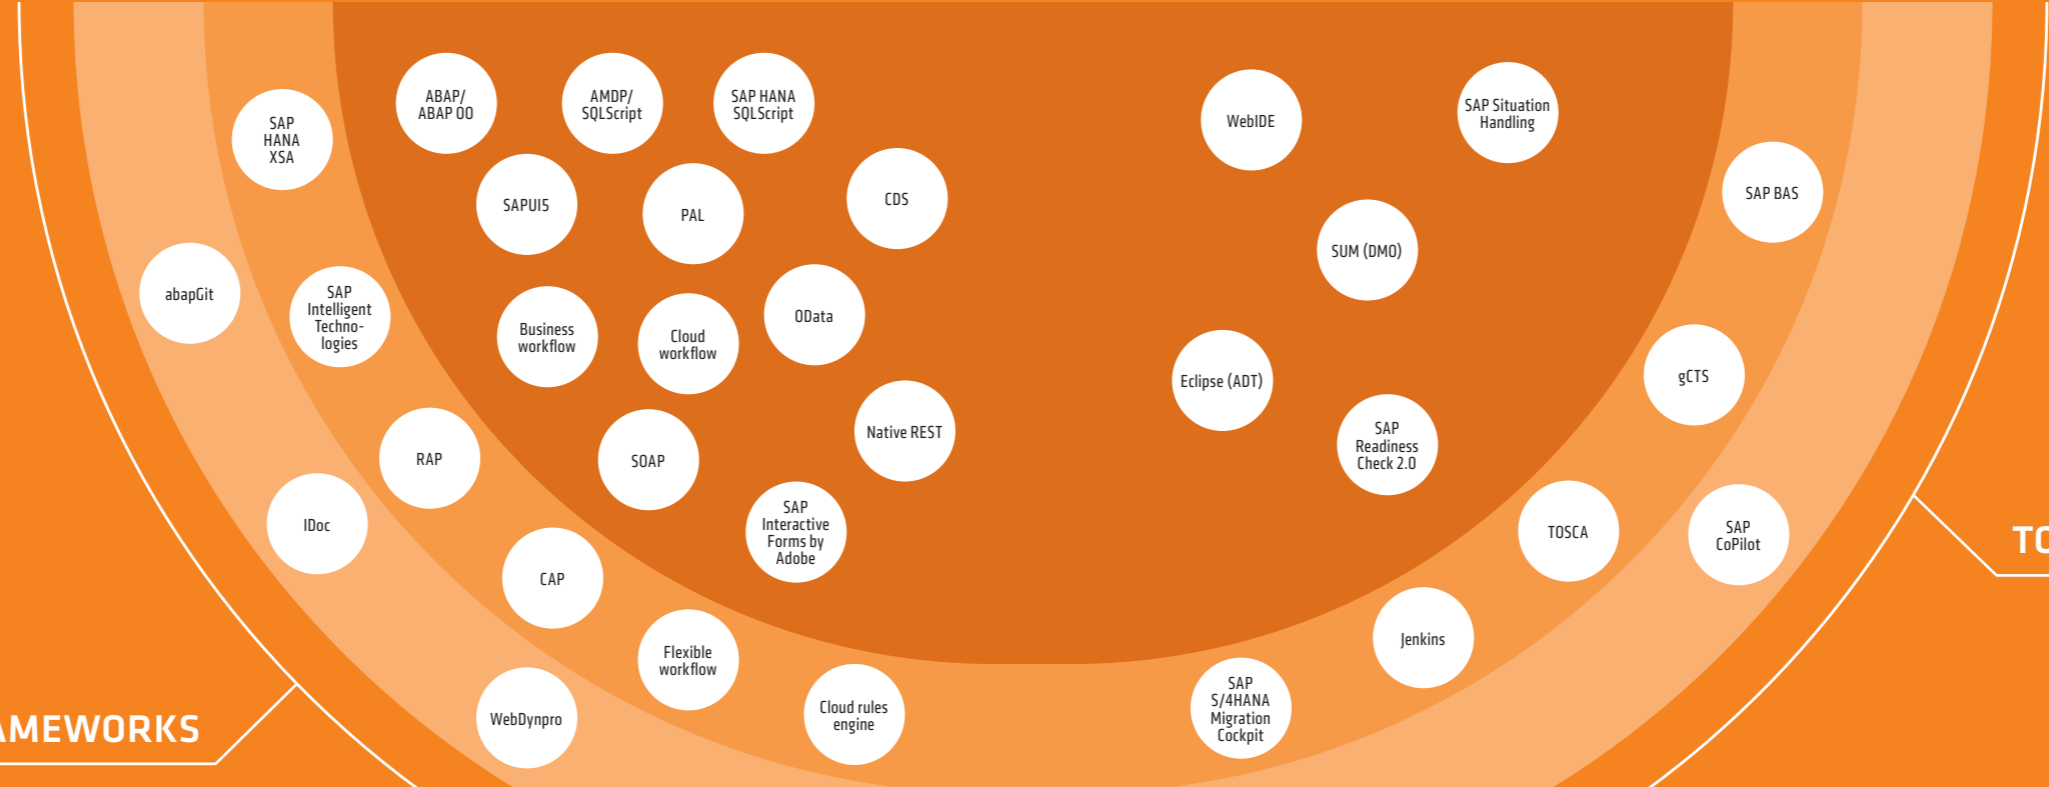 ABAP/
ABAP OO
AMDP/
SQLScript
SAP HANA
SQLScript
WebIDE
SAP Situation
Handling
SAP
HANA
XSA
SAPUI5
PAL
CDS
SAP BAS
SUM (DMO)
abapGit
SAP
Intelligent
Techno-
logies
Business
workflow
Cloud
workflow
OData
Eclipse (ADT)
gCTS
RAP
SOAP
Native REST
SAP
Readiness
Check 2.0
IDoc
SAP
Interactive
Forms by
Adobe
TOSCA
SAP
CoPilot
TO
CAP
Flexible
workflow
Jenkins
WebDynpro
Cloud rules
engine
SAP
S/4HANA
Migration
Cockpit
AMEWORKS